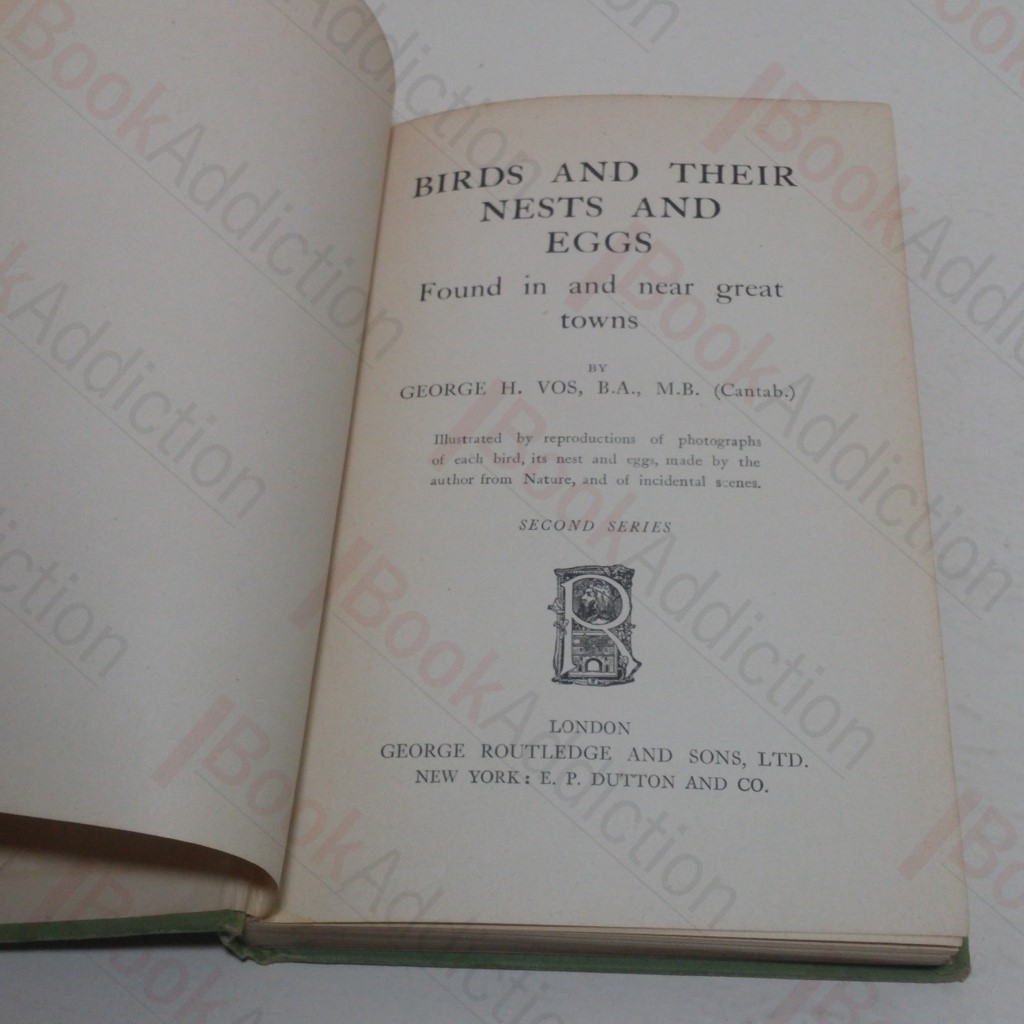 BIRDS AND THEIR
NESTS AND
EGGS
Found in and near great
towns
BY
GEORGE H. VOS, B.A., M.B. (Cantab.)
Illustrated by reproductions of photographs
of each bird, its nest and eggs, made by the
author from Nature, and of incidental scenes.
SECOND SERIES
R
LONDON
GEORGE ROUTLEDGE AND SONS, LTD.
NEW YORK: E. P. DUTTON AND CO.
BookAddiction